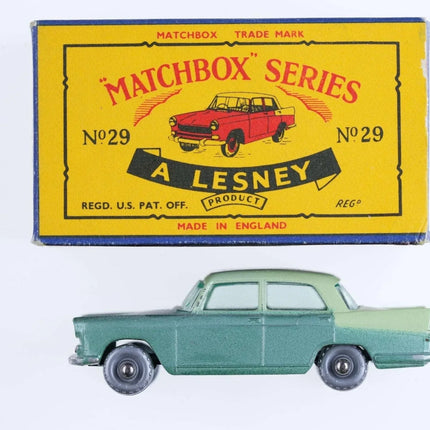 MATCHBOX TRADE MARK
"MATCHBOX" SERIES
Nº29 Nº29
A LESNEY
PRODUCT
REGD. U.S. PAT. OFF. REGD
MADE IN ENGLAND